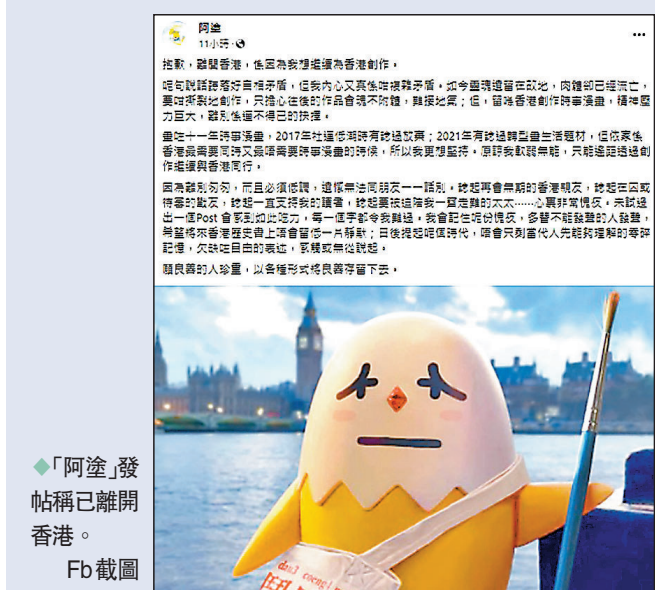 阿塗
11小時 ·
抱歉，離開香港，係因為我想繼續為香港創作。
呢句說話睇落好自相矛盾，但我內心又真係咁複雜矛盾。如今靈魂遺留在故地，肉體卻已經流亡，
要咁撕裂地創作，只擔心往後的作品會魂不附體，難接地氣；但，留喺香港創作時事漫畫，精神壓
力巨大，離別係逼不得已的抉擇。
畫咗十一年時事漫畫，2017年社運低潮時有諗過放棄；2021年有諗過轉型畫生活題材，但依家係
香港最需要同時又最唔需要時事漫畫的時候，所以我更想堅持。原諒我軟弱無能，只能遙距透過創
作繼續與香港同行。
因為離別匆匆，而且必須低調，遺憾無法同朋友一一話別。諗起再會無期的香港親友，諗起在囚或
待審的戰友，諗起一直支持我的讀者，諗起要被迫陪我一齊走難的太太……心裏非常愧疚。未試過
出一個Post 會感到如此吃力，每一個字都令我難過。我會記住呢份愧疚，多替不能發聲的人發聲，
希望將來香港歷史書上唔會留低一片靜默；日後提起呢個時代，唔會只剩當代人先能夠理解的零碎
記憶，欠缺咗自由的表述，感觸或無從說起。
願良善的人珍重，以各種形式將良善存留下去。
◆「阿塗」發
帖稱已離開
香港。
Fb截圖